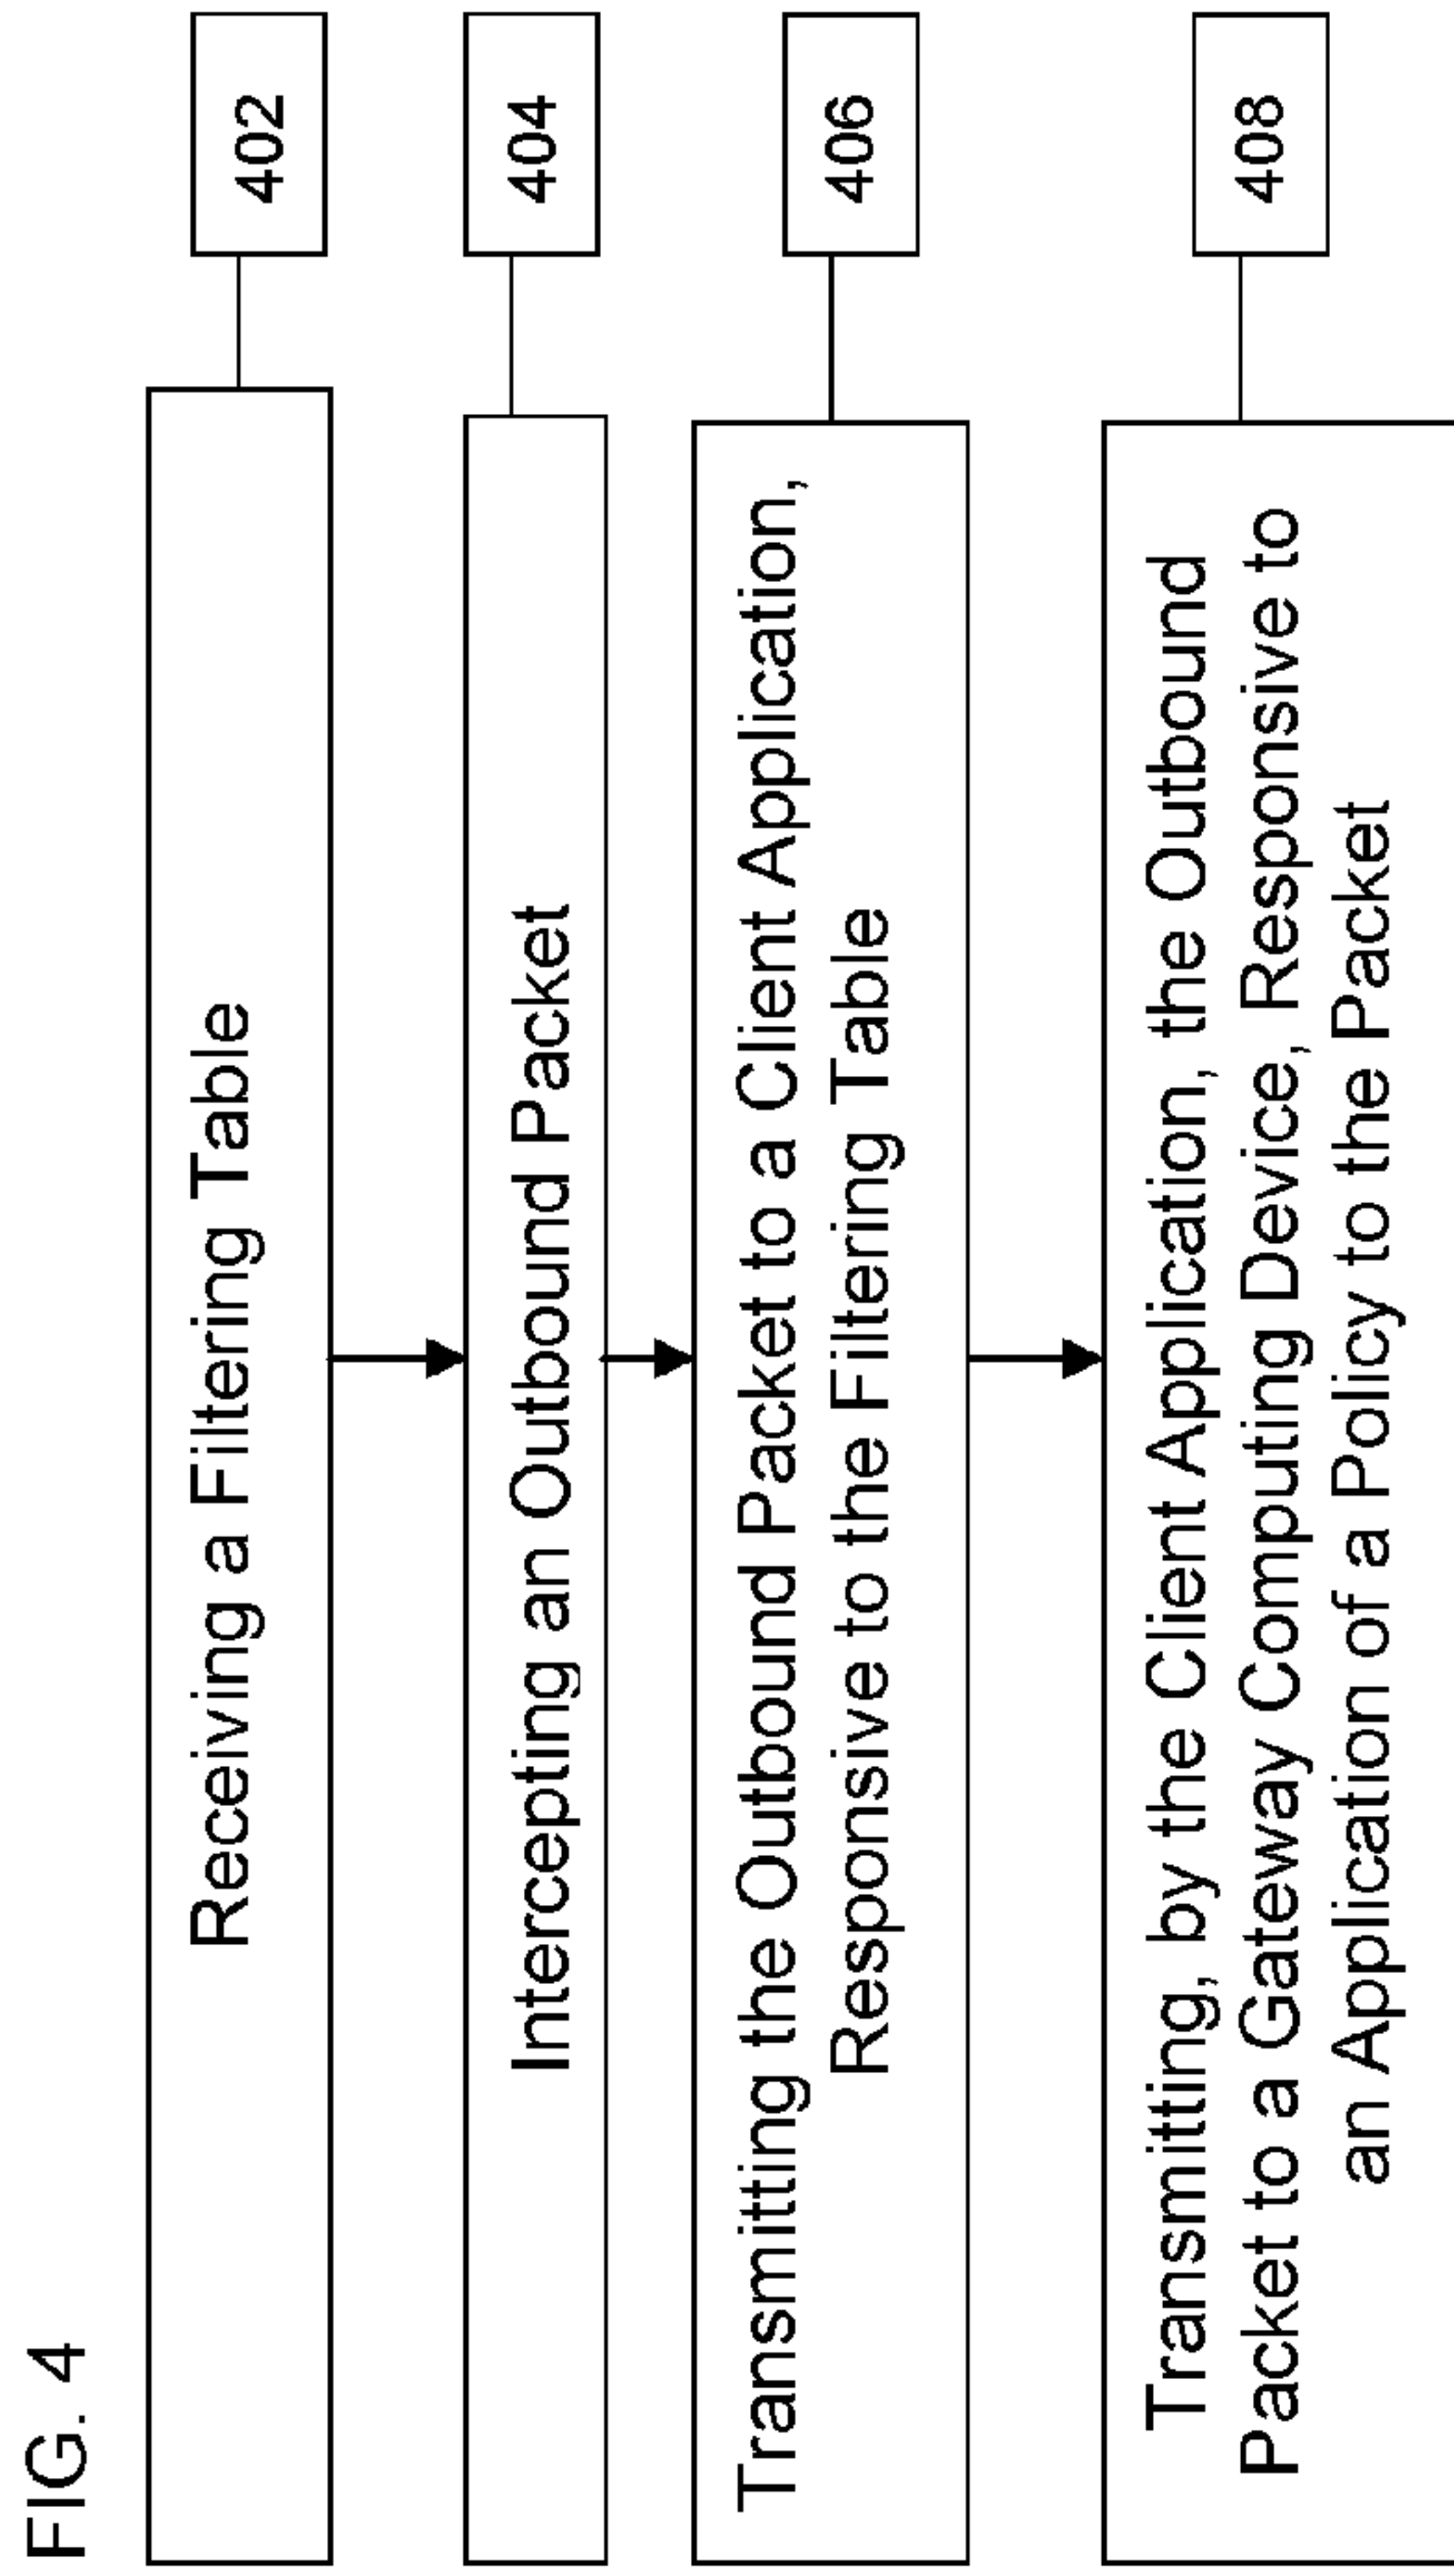 FIG. 4
Receiving a Filtering Table
402
Intercepting an Outbound Packet
404
Transmitting the Outbound Packet to a Client Application,
Responsive to the Filtering Table
406
Transmitting, by the Client Application, the Outbound
Packet to a Gateway Computing Device, Responsive to
an Application of a Policy to the Packet
408